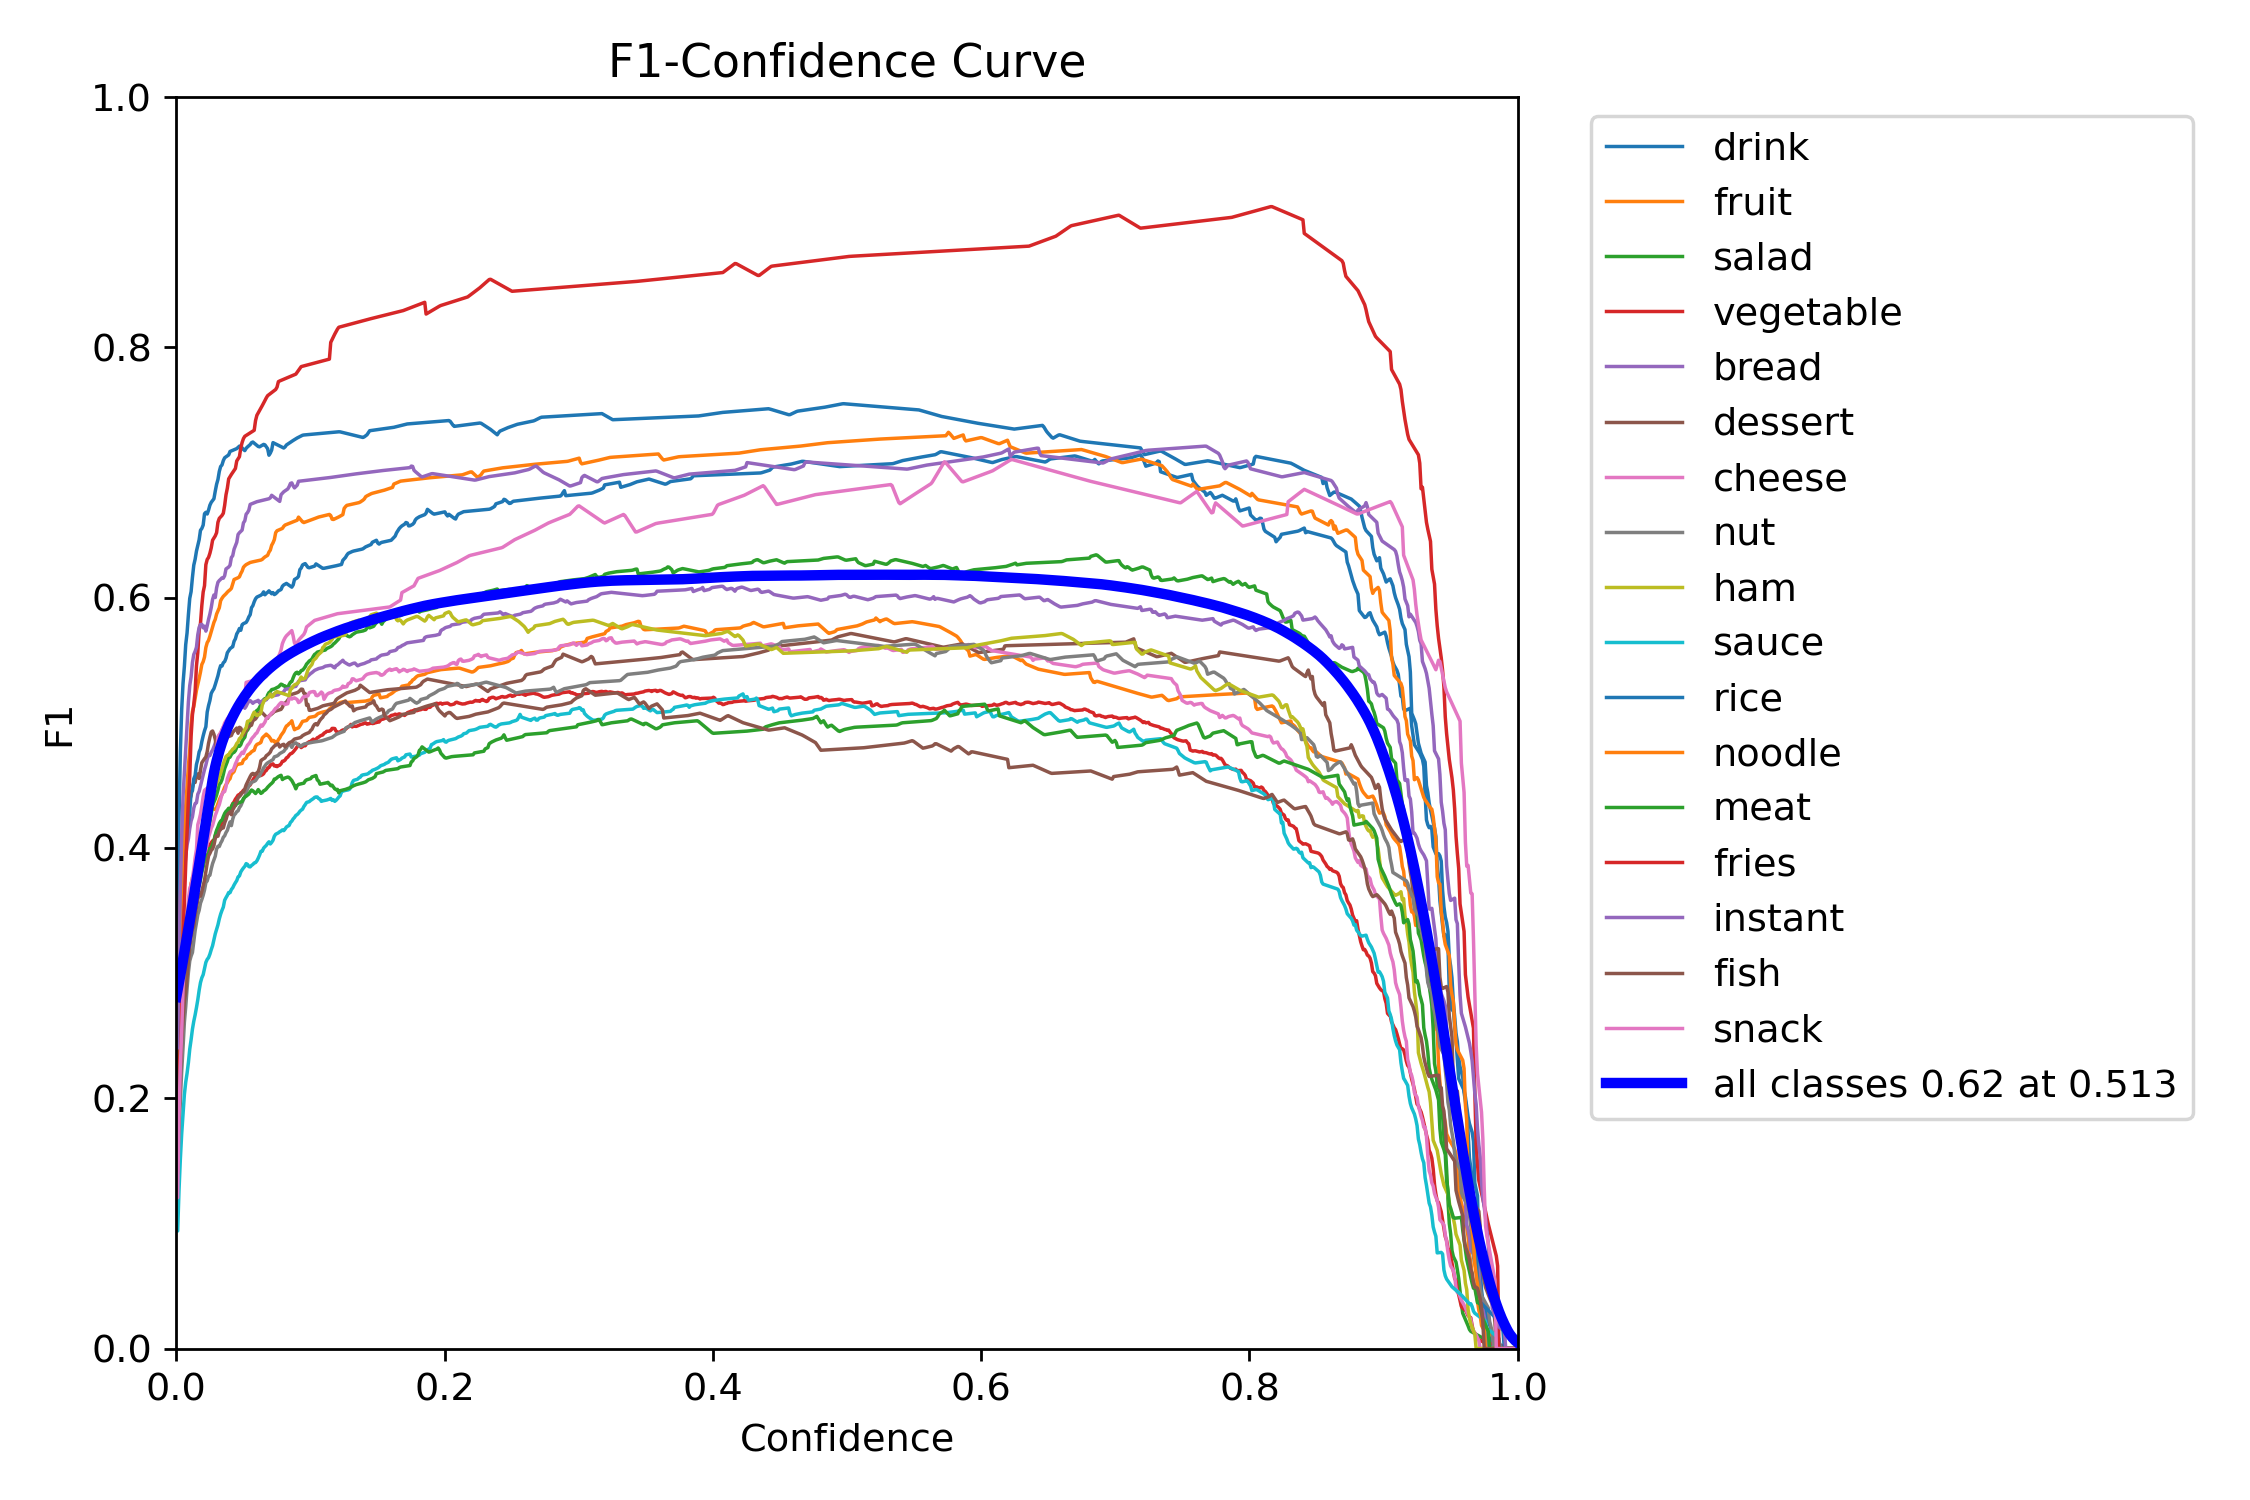 F1-Confidence Curve
1.0
0.8
0.6
0.4
0.2
0.0
F1
0.0 0.2 0.4 0.6 0.8 1.0
Confidence
drink
fruit
salad
vegetable
bread
dessert
cheese
nut
ham
sauce
rice
noodle
meat
fries
instant
fish
snack
all classes 0.62 at 0.513